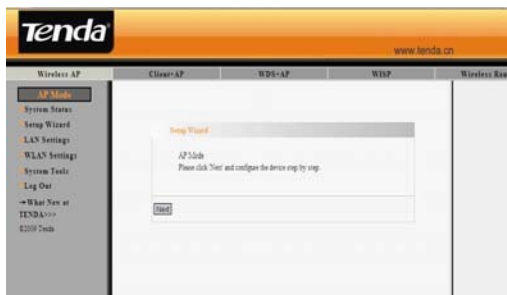 Tenda
www.tenda.cn
Wireless AP
Client+AP
WDS+AP
WISP
Wireless Rou
AP Mode
System Status
Setup Wizard
LAN Settings
WLAN Settings
System Tools
Log Out
→What New at
TENDA>>>
©2009 Tenda
Setup Wizard
AP Mode
Please click 'Next' and configure the device step by step.
Next